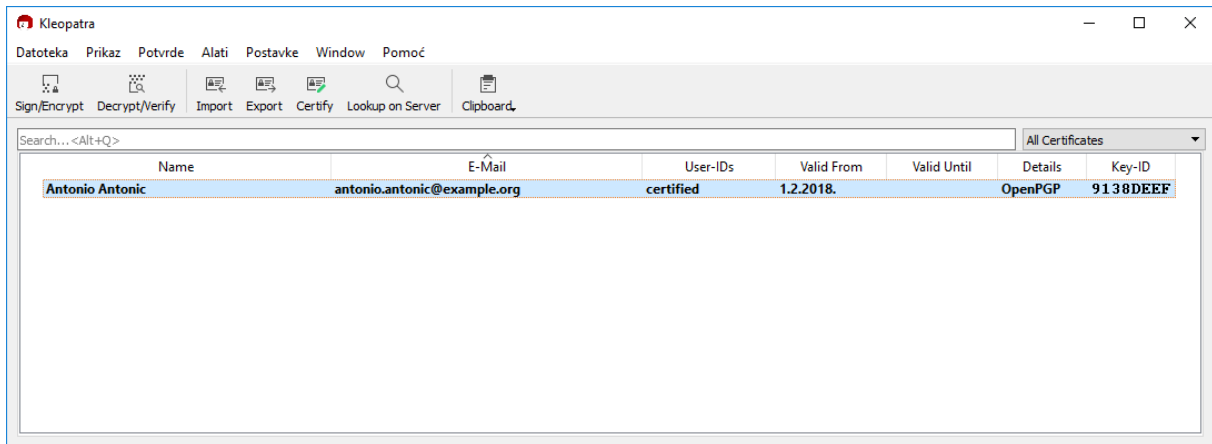 Kleopatra
Datoteka Prikaz Potvrde Alati Postavke Window Pomoć
Sign/Encrypt Decrypt/Verify Import Export Certify Lookup on Server Clipboard
Search...<Alt+Q> All Certificates
Name E-Mail User-IDs Valid From Valid Until Details Key-ID
Antonio Antonic antonio.antonic@example.org certified 1.2.2018. OpenPGP 9138DEEF